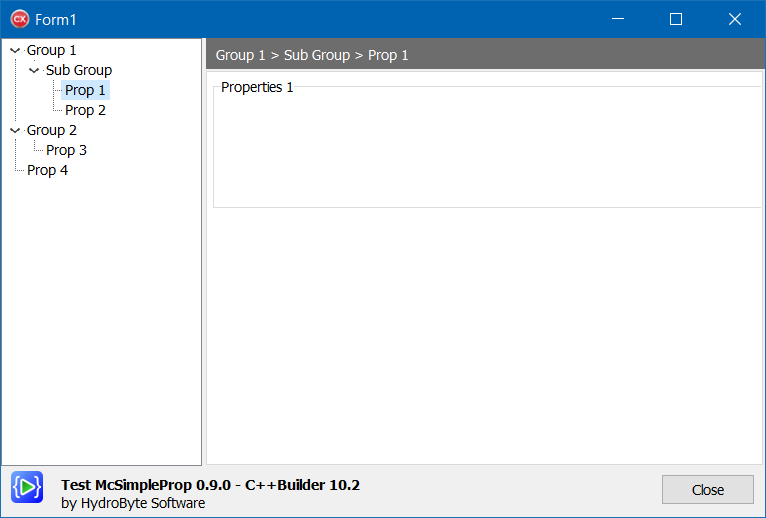 Form1
Group 1
Sub Group
Prop 1
Prop 2
Group 2
Prop 3
Prop 4
Group 1 > Sub Group > Prop 1
Properties 1
Test McSimpleProp 0.9.0 - C++Builder 10.2
by HydroByte Software
Close